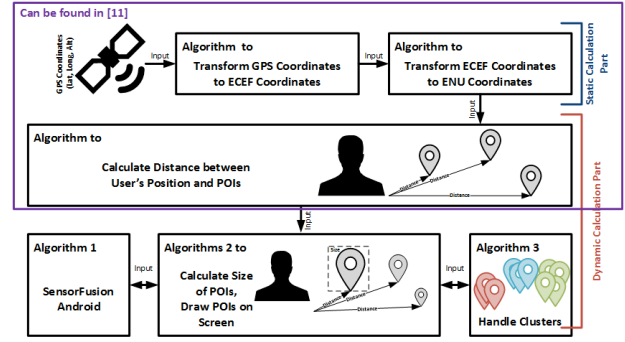 Can be found in [11]
GPS Coordinates
(Lat, Long, Alt)
Input
Algorithm to
Transform GPS Coordinates
to ECEF Coordinates
Input
Algorithm to
Transform ECEF Coordinates
to ENU Coordinates
Static Calculation
Part
Input
Algorithm to
Calculate Distance between
User's Position and POIs
Distance
Distance
Distance
Dynamic Calculation Part
Input
Algorithm 1
SensorFusion
Android
Input
Algorithms 2 to
Calculate Size
of POIs,
Draw POIs on
Screen
Size
Distance
Distance
Distance
Input
Algorithm 3
Handle Clusters